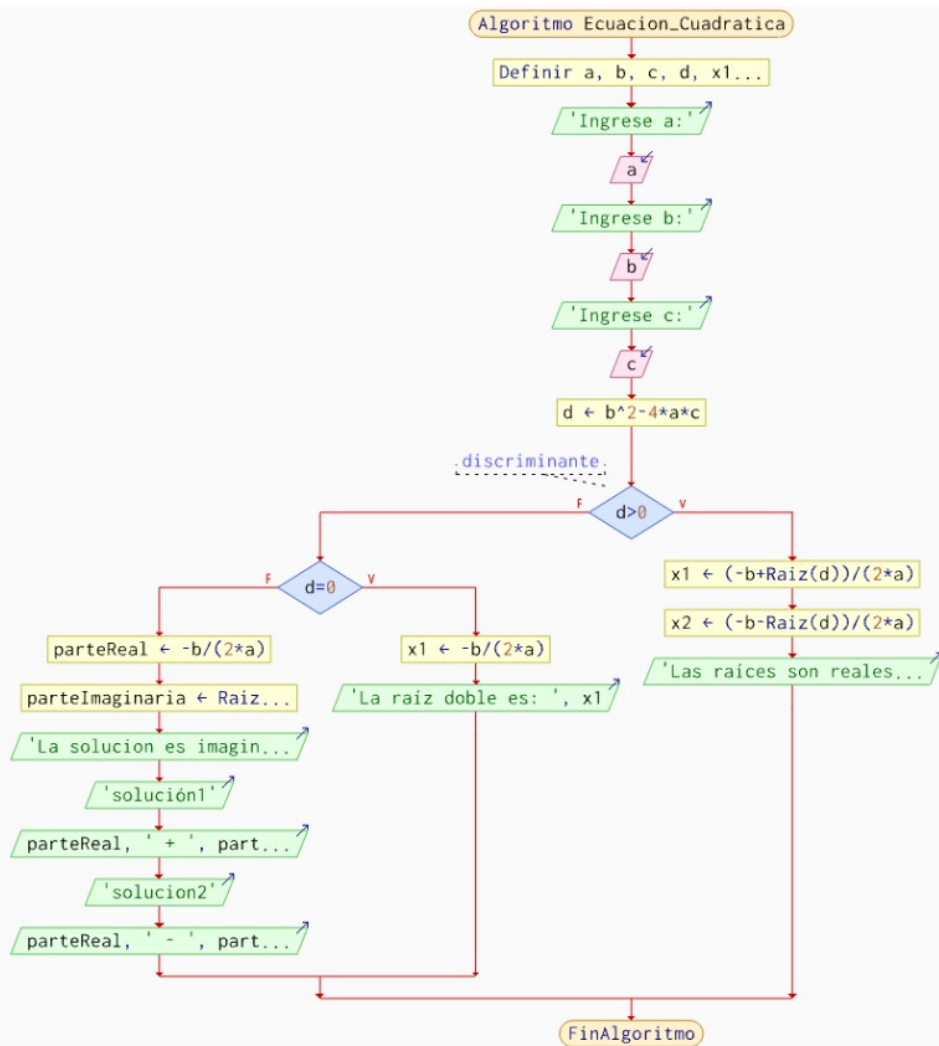 Algoritmo Ecuacion_Cuadratica
Definir a, b, c, d, x1...
'Ingrese a:'
a
'Ingrese b:'
b
'Ingrese c:'
c
d ← b^2-4*a*c
.discriminante.
F
d>0
V
F
d=0
V
parteReal ← -b/(2*a)
parteImaginaria ← Raiz...
'La solucion es imagin...
'solución1'
parteReal, ' + ', part...
'solucion2'
parteReal, ' - ', part...
x1 ← -b/(2*a)
'La raíz doble es: ', x1
x1 ← (-b+Raiz(d))/(2*a)
x2 ← (-b-Raiz(d))/(2*a)
'Las raíces son reales...
FinAlgoritmo